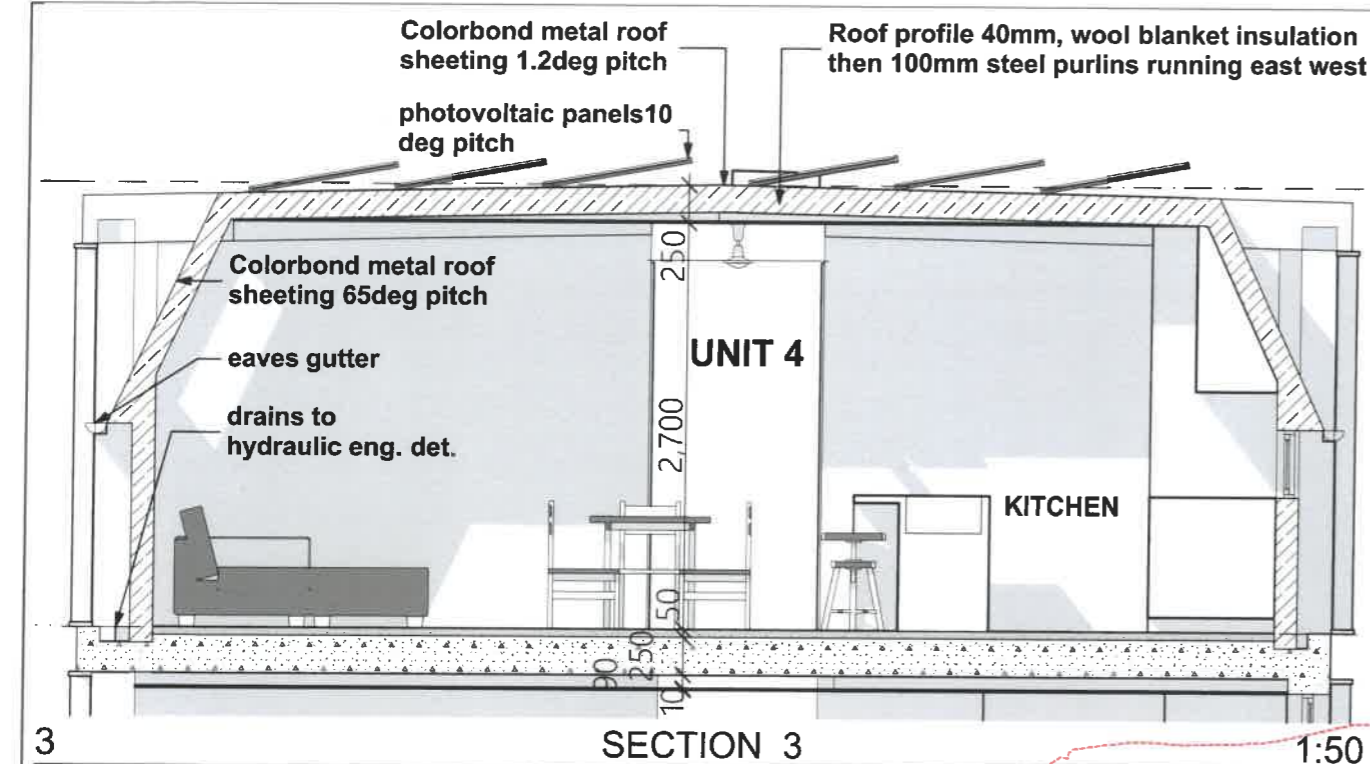 Colorbond metal roof
sheeting 1.2deg pitch
Roof profile 40mm, wool blanket insulation
then 100mm steel purlins running east west
photovoltaic panels10
deg pitch
250
Colorbond metal roof
sheeting 65deg pitch
UNIT 4
eaves gutter
drains to
hydraulic eng. det.
2,700
KITCHEN
50
250
90
10
3
SECTION 3
1:50